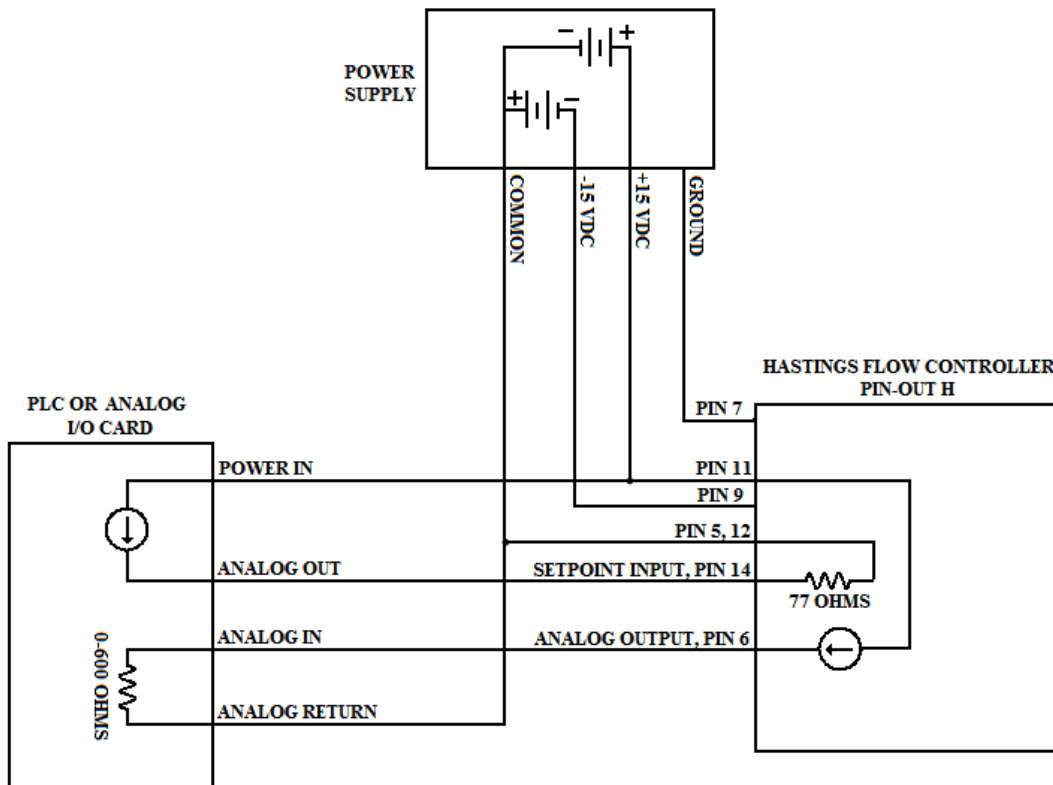 POWER
SUPPLY
−
+
+
−
COMMON
-15 VDC
+15 VDC
GROUND
HASTINGS FLOW CONTROLLER
PIN-OUT H
PLC OR ANALOG
I/O CARD
PIN 7
POWER IN
PIN 11
PIN 9
PIN 5, 12
ANALOG OUT
SETPOINT INPUT, PIN 14
77 OHMS
ANALOG IN
ANALOG OUTPUT, PIN 6
0-600 OHMS
ANALOG RETURN